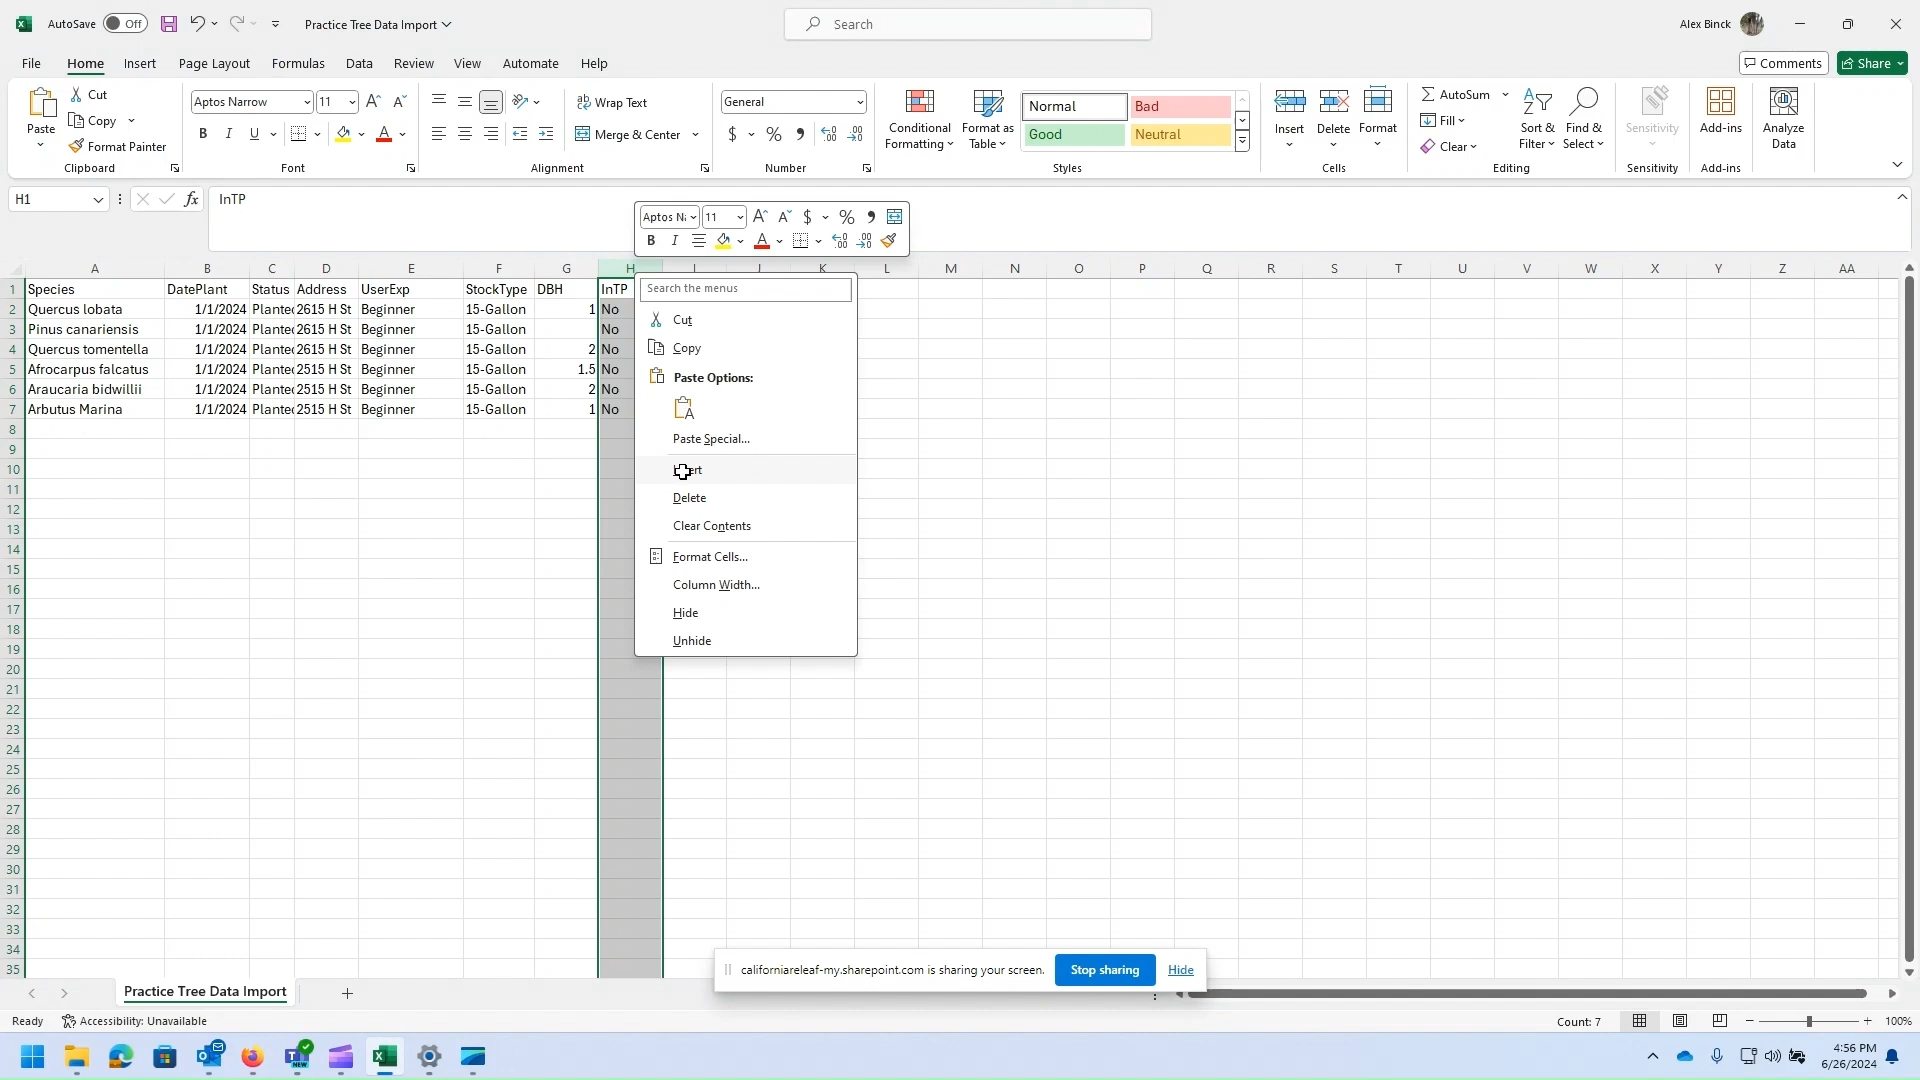 AutoSave Off Practice Tree Data Import Search Alex Binck
File Home Insert Page Layout Formulas Data Review View Automate Help Comments Share
Paste Cut Copy Format Painter Clipboard
Aptos Narrow 11 B I U Font
Wrap Text Merge & Center Alignment
General $ % Number
Conditional Formatting Format as Table Normal Bad Good Neutral Styles
Insert Delete Format Cells
AutoSum Fill Clear Sort & Filter Find & Select Editing
Sensitivity Sensitivity
Add-ins Add-ins
Analyze Data
H1 fx InTP
Aptos Na 11 $ %
B I
A B C D E F G H I J K L M N O P Q R S T U V W X Y Z AA
1 Species DatePlant Status Address UserExp StockType DBH InTP
2 Quercus lobata 1/1/2024 Plante 2615 H St Beginner 15-Gallon 1 No
3 Pinus canariensis 1/1/2024 Plante 2615 H St Beginner 15-Gallon No
4 Quercus tomentella 1/1/2024 Plante 2615 H St Beginner 15-Gallon 2 No
5 Afrocarpus falcatus 1/1/2024 Plante 2515 H St Beginner 15-Gallon 1.5 No
6 Araucaria bidwillii 1/1/2024 Plante 2515 H St Beginner 15-Gallon 2 No
7 Arbutus Marina 1/1/2024 Plante 2515 H St Beginner 15-Gallon 1 No
8
9
10
11
12
13
14
15
16
17
18
19
20
21
22
23
24
25
26
27
28
29
30
31
32
33
34
35
Search the menus
Cut
Copy
Paste Options:
Paste Special...
Delete
Clear Contents
Format Cells...
Column Width...
Hide
Unhide
californiareleaf-my.sharepoint.com is sharing your screen. Stop sharing Hide
Practice Tree Data Import
Ready Accessibility: Unavailable Count: 7 100%
NEW
4:56 PM
6/26/2024